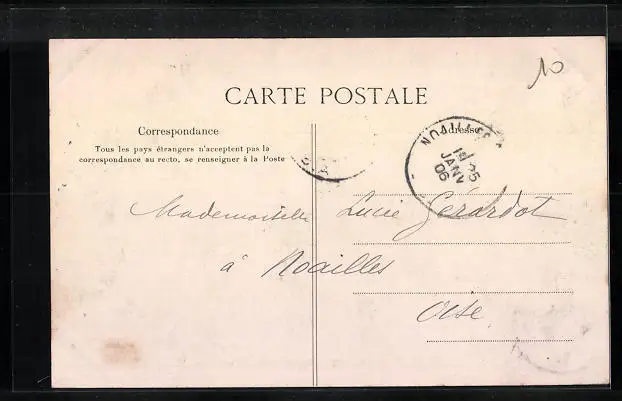 10
CARTE POSTALE
Correspondance
Tous les pays étrangers n'acceptent pas la
correspondance au recto, se renseigner à la Poste
Adresse
NOAILLES
25
JANV
06
Mademoiselle Lucie Gérardot
à Noailles
Oise